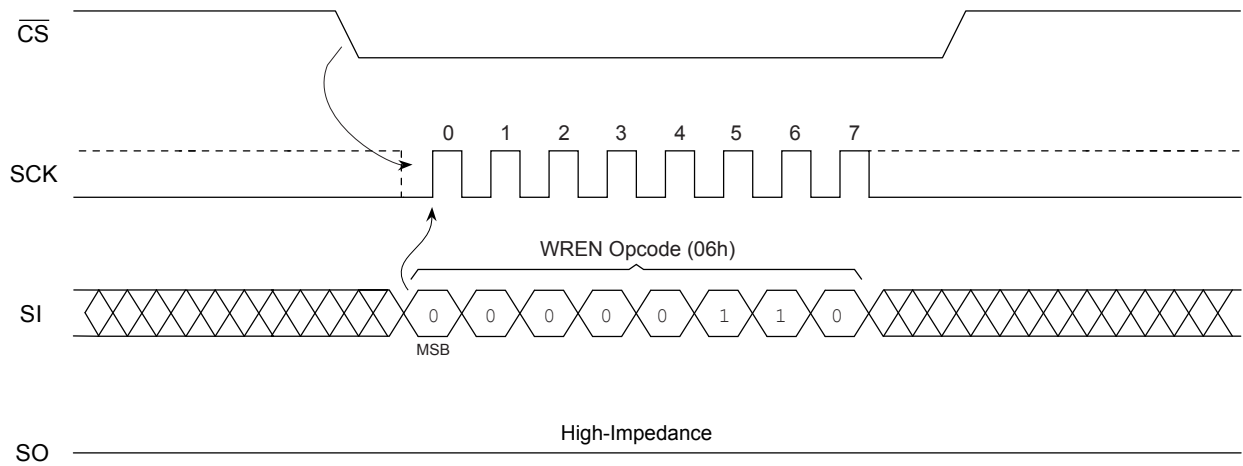 CS
0 1 2 3 4 5 6 7
SCK
WREN Opcode (06h)
SI
0 0 0 0 0 1 1 0
MSB
High-Impedance
SO